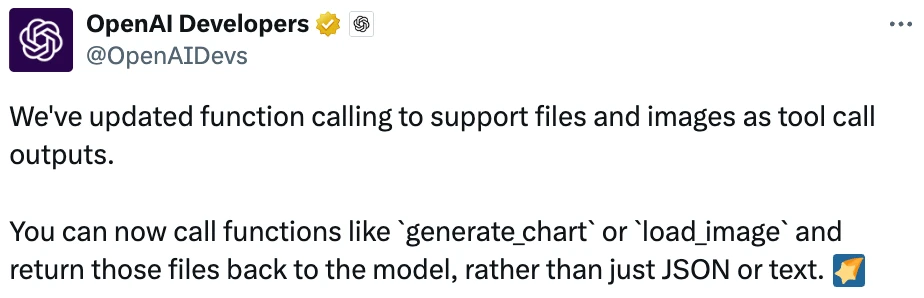 OpenAI Developers
@OpenAIDevs
We've updated function calling to support files and images as tool call
outputs.
You can now call functions like `generate_chart` or `load_image` and
return those files back to the model, rather than just JSON or text.